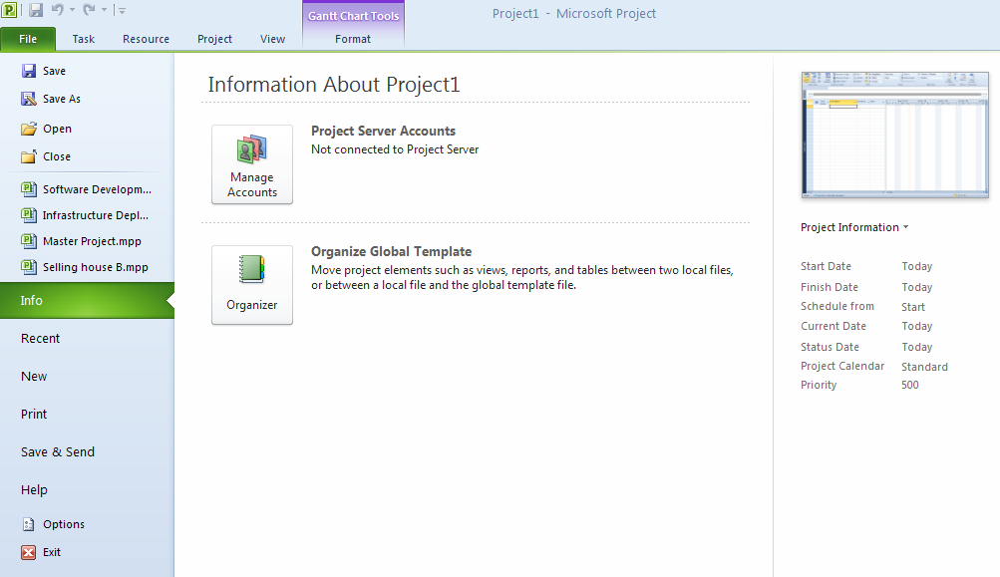 Project1 - Microsoft Project
Gantt Chart Tools
File
Task
Resource
Project
View
Format
Save
Save As
Open
Close
Software Developm...
Infrastructure Depl...
Master Project.mpp
Selling house B.mpp
Info
Recent
New
Print
Save & Send
Help
Options
Exit
Information About Project1
Manage
Accounts
Project Server Accounts
Not connected to Project Server
Organizer
Organize Global Template
Move project elements such as views, reports, and tables between two local files,
or between a local file and the global template file.
Project Information
Start Date Today
Finish Date Today
Schedule from Start
Current Date Today
Status Date Today
Project Calendar Standard
Priority 500